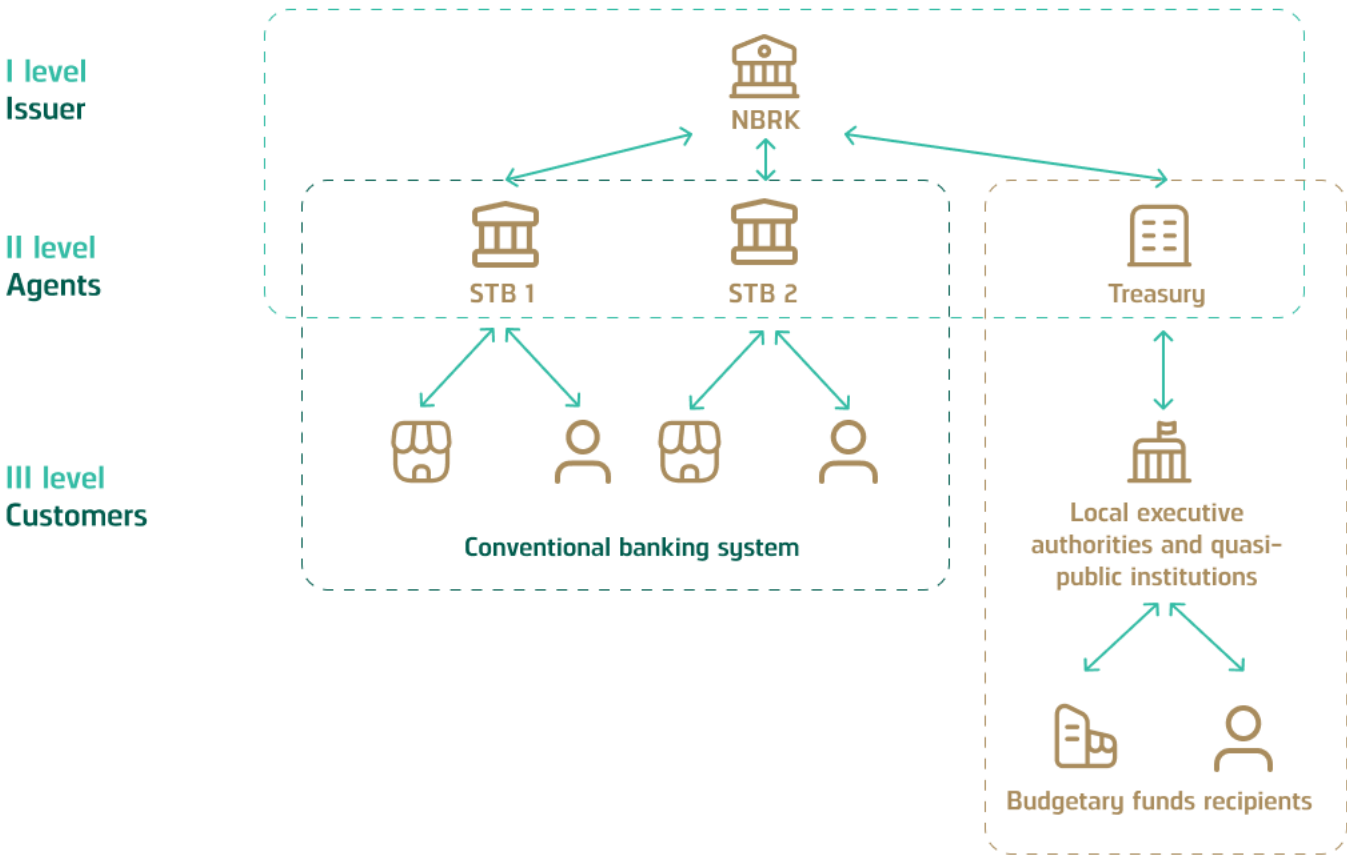 I level
Issuer
NBRK
II level
Agents
STB 1
STB 2
Treasury
III level
Customers
Conventional banking system
Local executive
authorities and quasi-
public institutions
Budgetary funds recipients